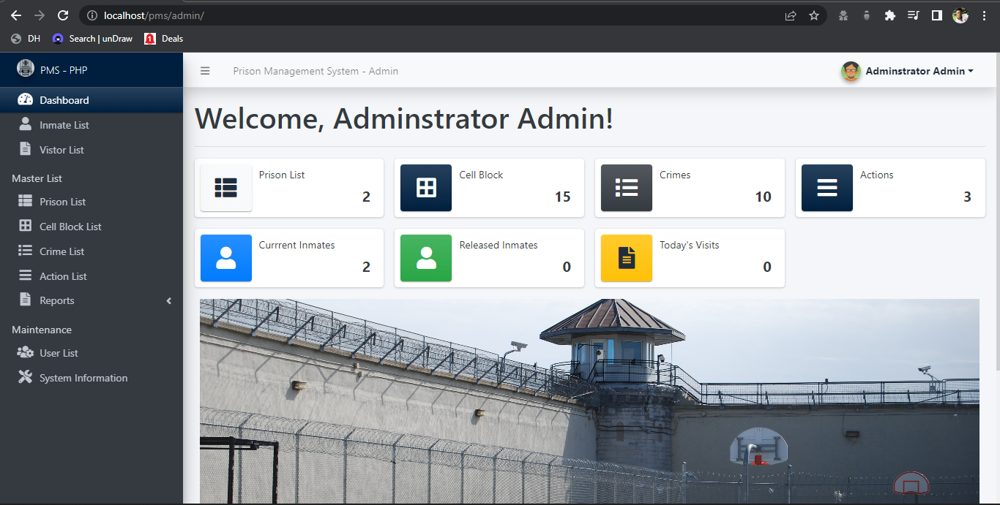 localhost/pms/admin/
DH Search | unDraw 1 Deals
PMS - PHP
Prison Management System - Admin
Adminstrator Admin
Dashboard
Inmate List
Vistor List
Master List
Prison List
Cell Block List
Crime List
Action List
Reports
Maintenance
User List
System Information
Welcome, Adminstrator Admin!
Prison List
2
Cell Block
15
Crimes
10
Actions
3
Currrent Inmates
2
Released Inmates
0
Today's Visits
0